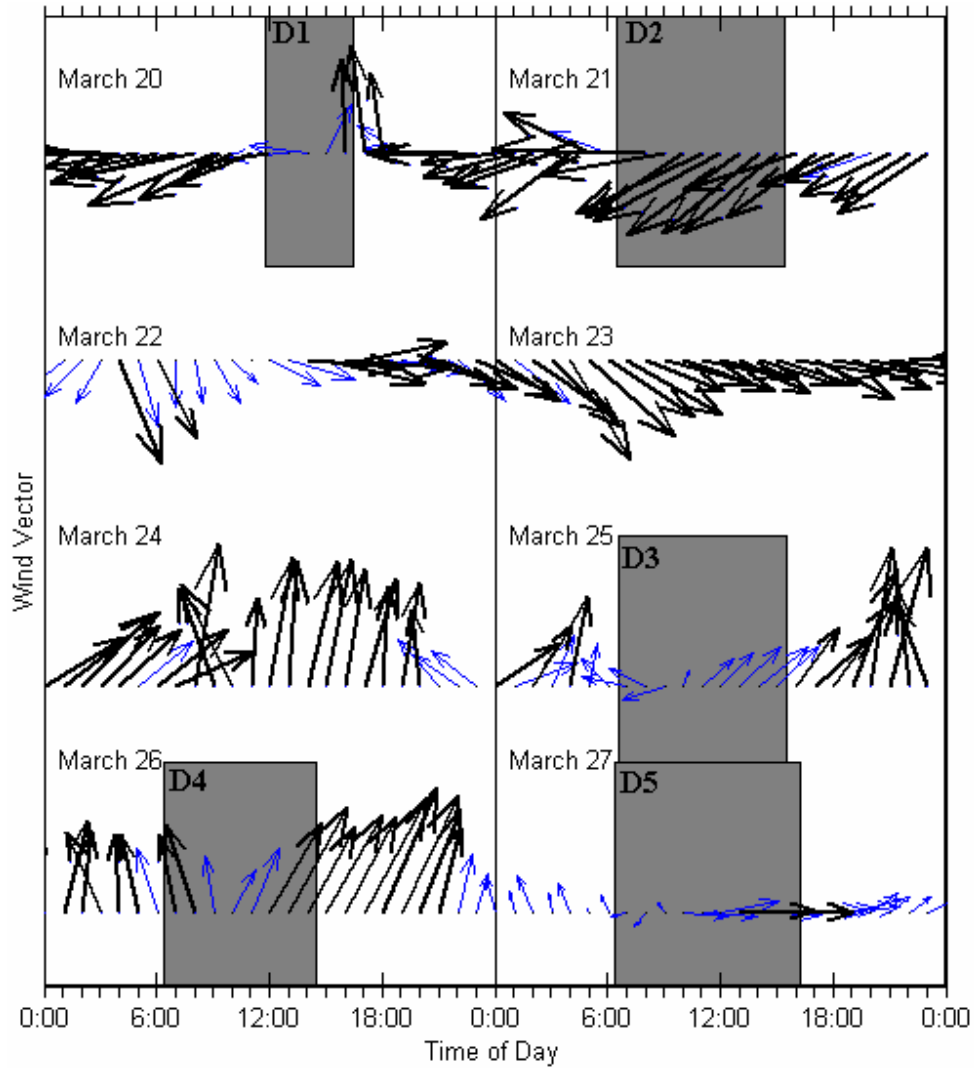 D1
D2
March 20
March 21
March 22
March 23
Wind Vector
March 24
March 25
D3
March 26
March 27
D4
D5
0:00 6:00 12:00 18:00 0:00 6:00 12:00 18:00 0:00
Time of Day